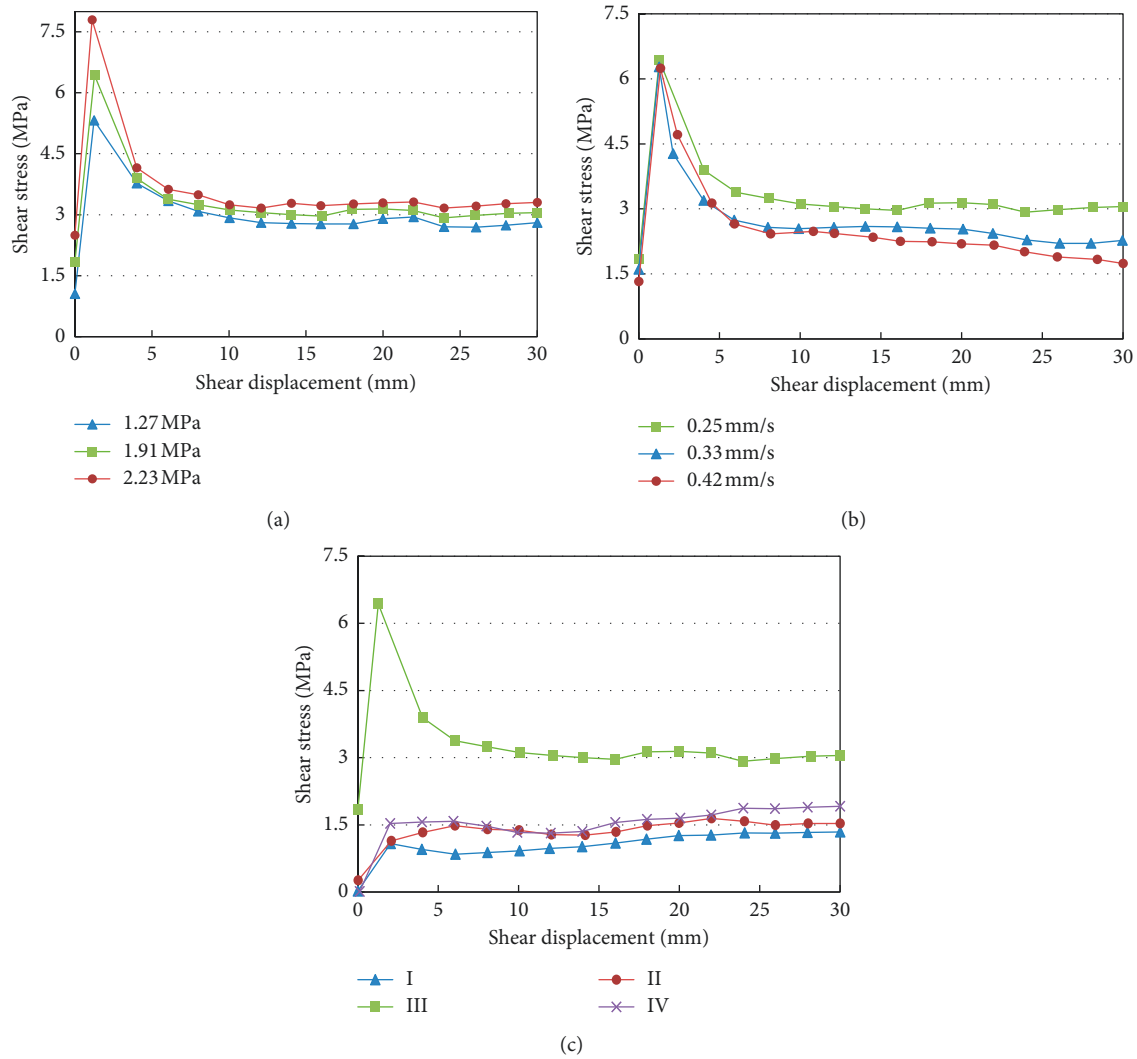 7.5
6
4.5
3
1.5
0
Shear stress (MPa)
0 5 10 15 20 25 30
Shear displacement (mm)
1.27 MPa
1.91 MPa
2.23 MPa
(a)
7.5
6
4.5
3
1.5
0
Shear stress (MPa)
0 5 10 15 20 25 30
Shear displacement (mm)
0.25 mm/s
0.33 mm/s
0.42 mm/s
(b)
7.5
6
4.5
3
1.5
0
Shear stress (MPa)
0 5 10 15 20 25 30
Shear displacement (mm)
I II
III IV
(c)